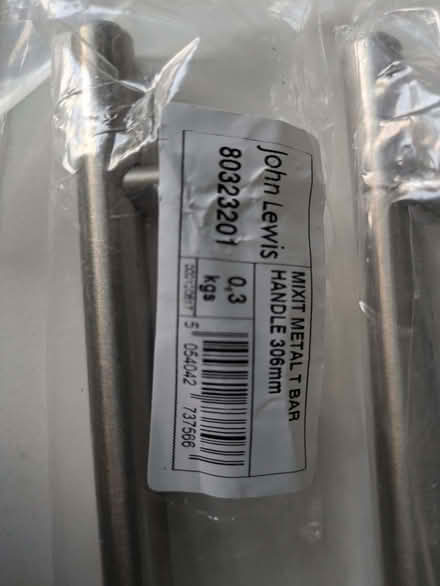 MIXIT METAL T BAR
HANDLE 306mm
John Lewis
80323201
0,3
kgs
5 054042 737566